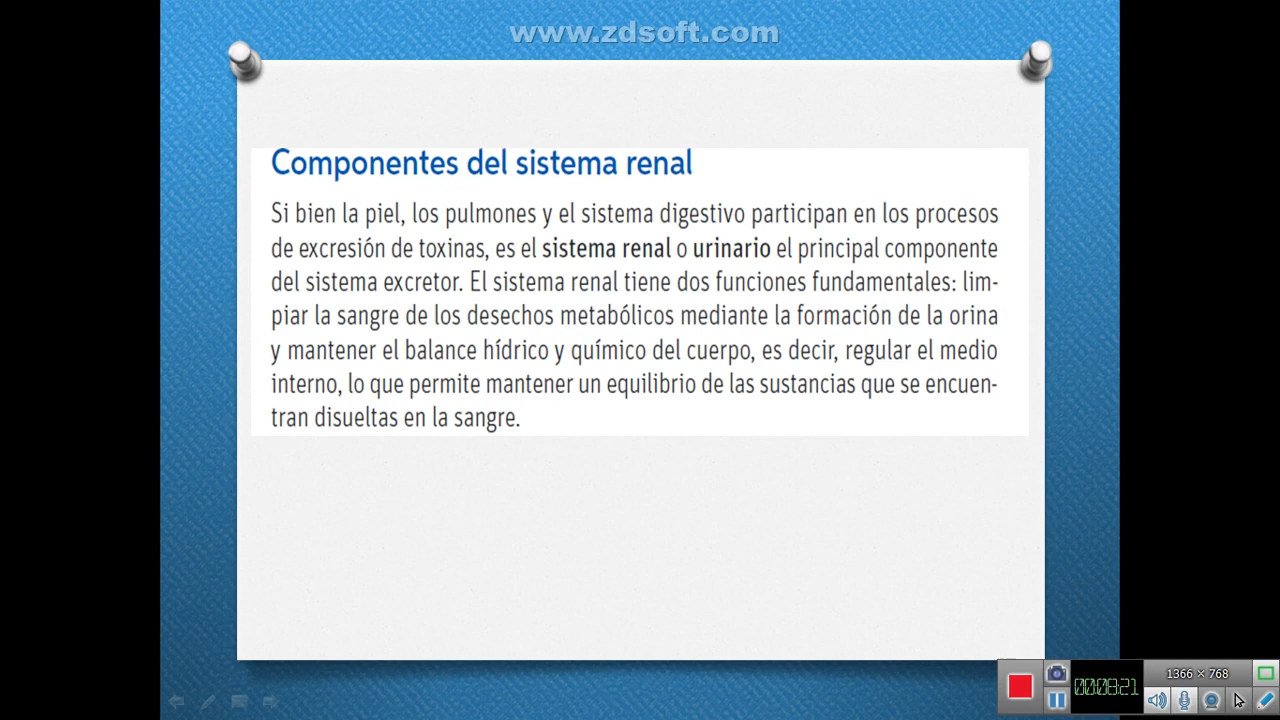 www.zdsoft.com
Componentes del sistema renal
Si bien la piel, los pulmones y el sistema digestivo participan en los procesos
de excresión de toxinas, es el sistema renal o urinario el principal componente
del sistema excretor. El sistema renal tiene dos funciones fundamentales: lim-
piar la sangre de los desechos metabólicos mediante la formación de la orina
y mantener el balance hídrico y químico del cuerpo, es decir, regular el medio
interno, lo que permite mantener un equilibrio de las sustancias que se encuen-
tran disueltas en la sangre.
1366 × 768
00:08:21